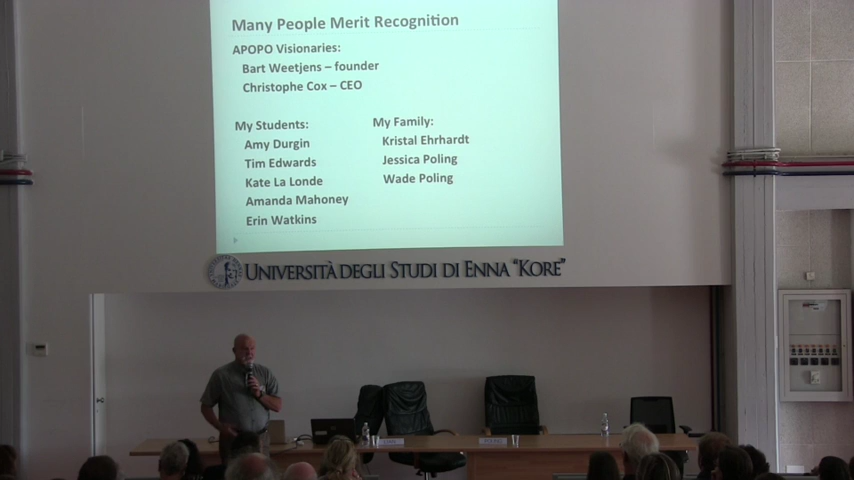 Many People Merit Recognition
APOPO Visionaries:
Bart Weetjens – founder
Christophe Cox – CEO
My Students:
Amy Durgin
Tim Edwards
Kate La Londe
Amanda Mahoney
Erin Watkins
My Family:
Kristal Ehrhardt
Jessica Poling
Wade Poling
UNIVERSITÀ DEGLI STUDI DI ENNA "KORE"